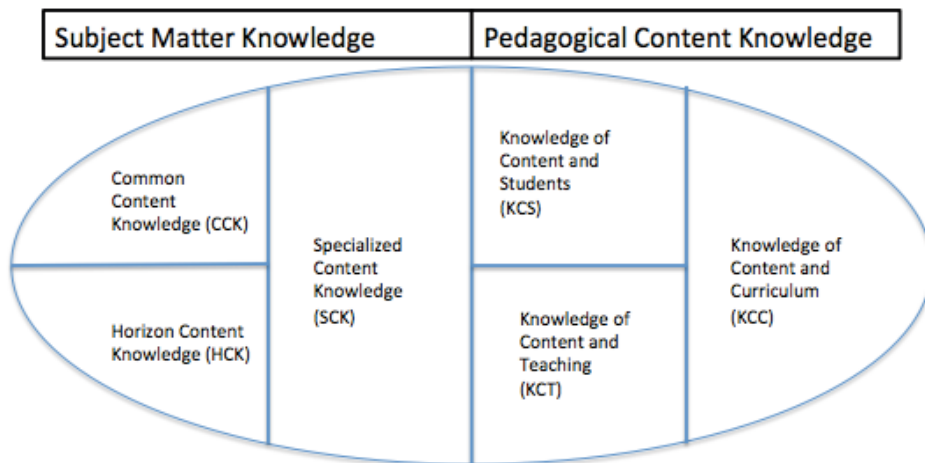 Subject Matter Knowledge
Pedagogical Content Knowledge
Common
Content
Knowledge (CCK)
Horizon Content
Knowledge (HCK)
Specialized
Content
Knowledge
(SCK)
Knowledge of
Content and
Students
(KCS)
Knowledge of
Content and
Teaching
(KCT)
Knowledge of
Content and
Curriculum
(KCC)